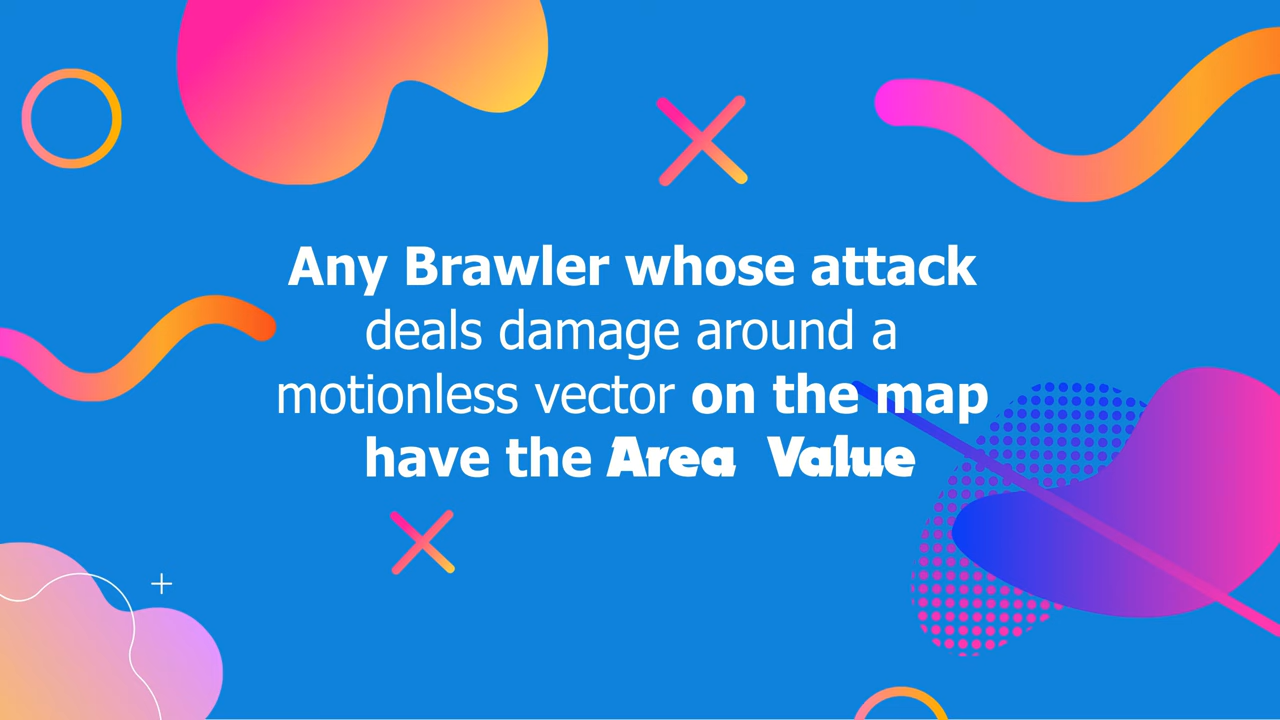 Any Brawler whose attack
deals damage around a
motionless vector on the map
have the Area Value